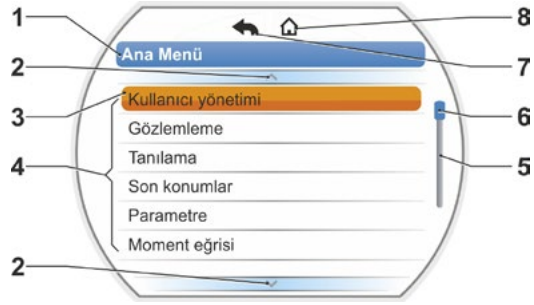 1
8
Ana Menü
7
2
3
Kullanıcı yönetimi
6
Gözlemleme
4
Tanılama
5
Son konumlar
Parametre
Moment eğrisi
2